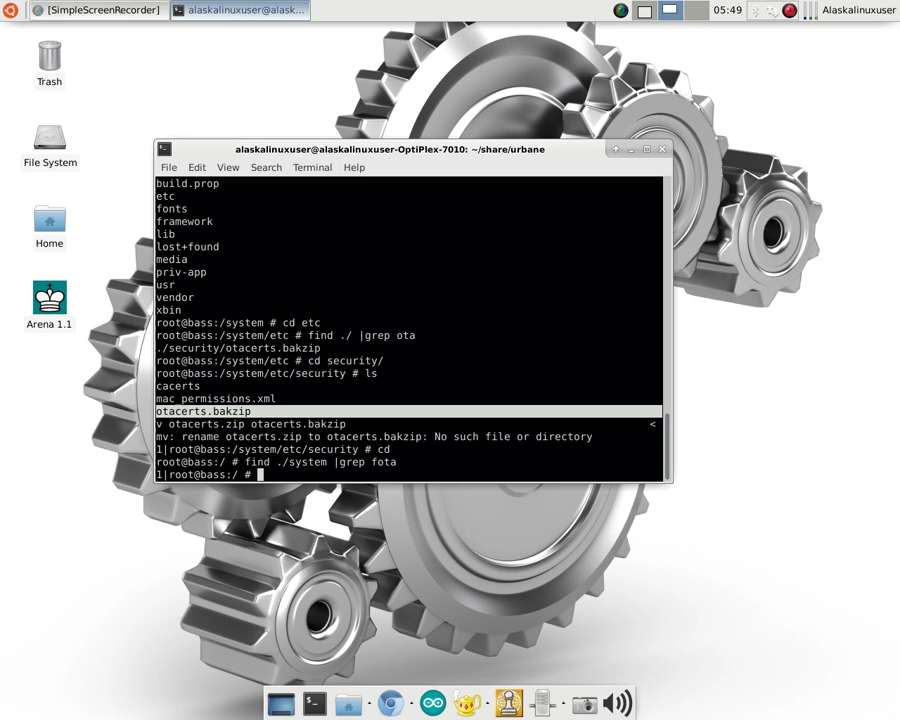 [SimpleScreenRecorder]
alaskalinuxuser@alask...
05:49
Alaskalinuxuser
Trash
File System
Home
Arena 1.1
alaskalinuxuser@alaskalinuxuser-OptiPlex-7010: ~/share/urbane
File Edit View Search Terminal Help
build.prop
etc
fonts
framework
lib
lost+found
media
priv-app
usr
vendor
xbin
root@bass:/system # cd etc
root@bass:/system/etc # find ./ |grep ota
./security/otacerts.bakzip
root@bass:/system/etc # cd security/
root@bass:/system/etc/security # ls
cacerts
mac_permissions.xml
otacerts.bakzip
v otacerts.zip otacerts.bakzip <
mv: rename otacerts.zip to otacerts.bakzip: No such file or directory
1|root@bass:/system/etc/security # cd
root@bass:/ # find ./system |grep fota
1|root@bass:/ #